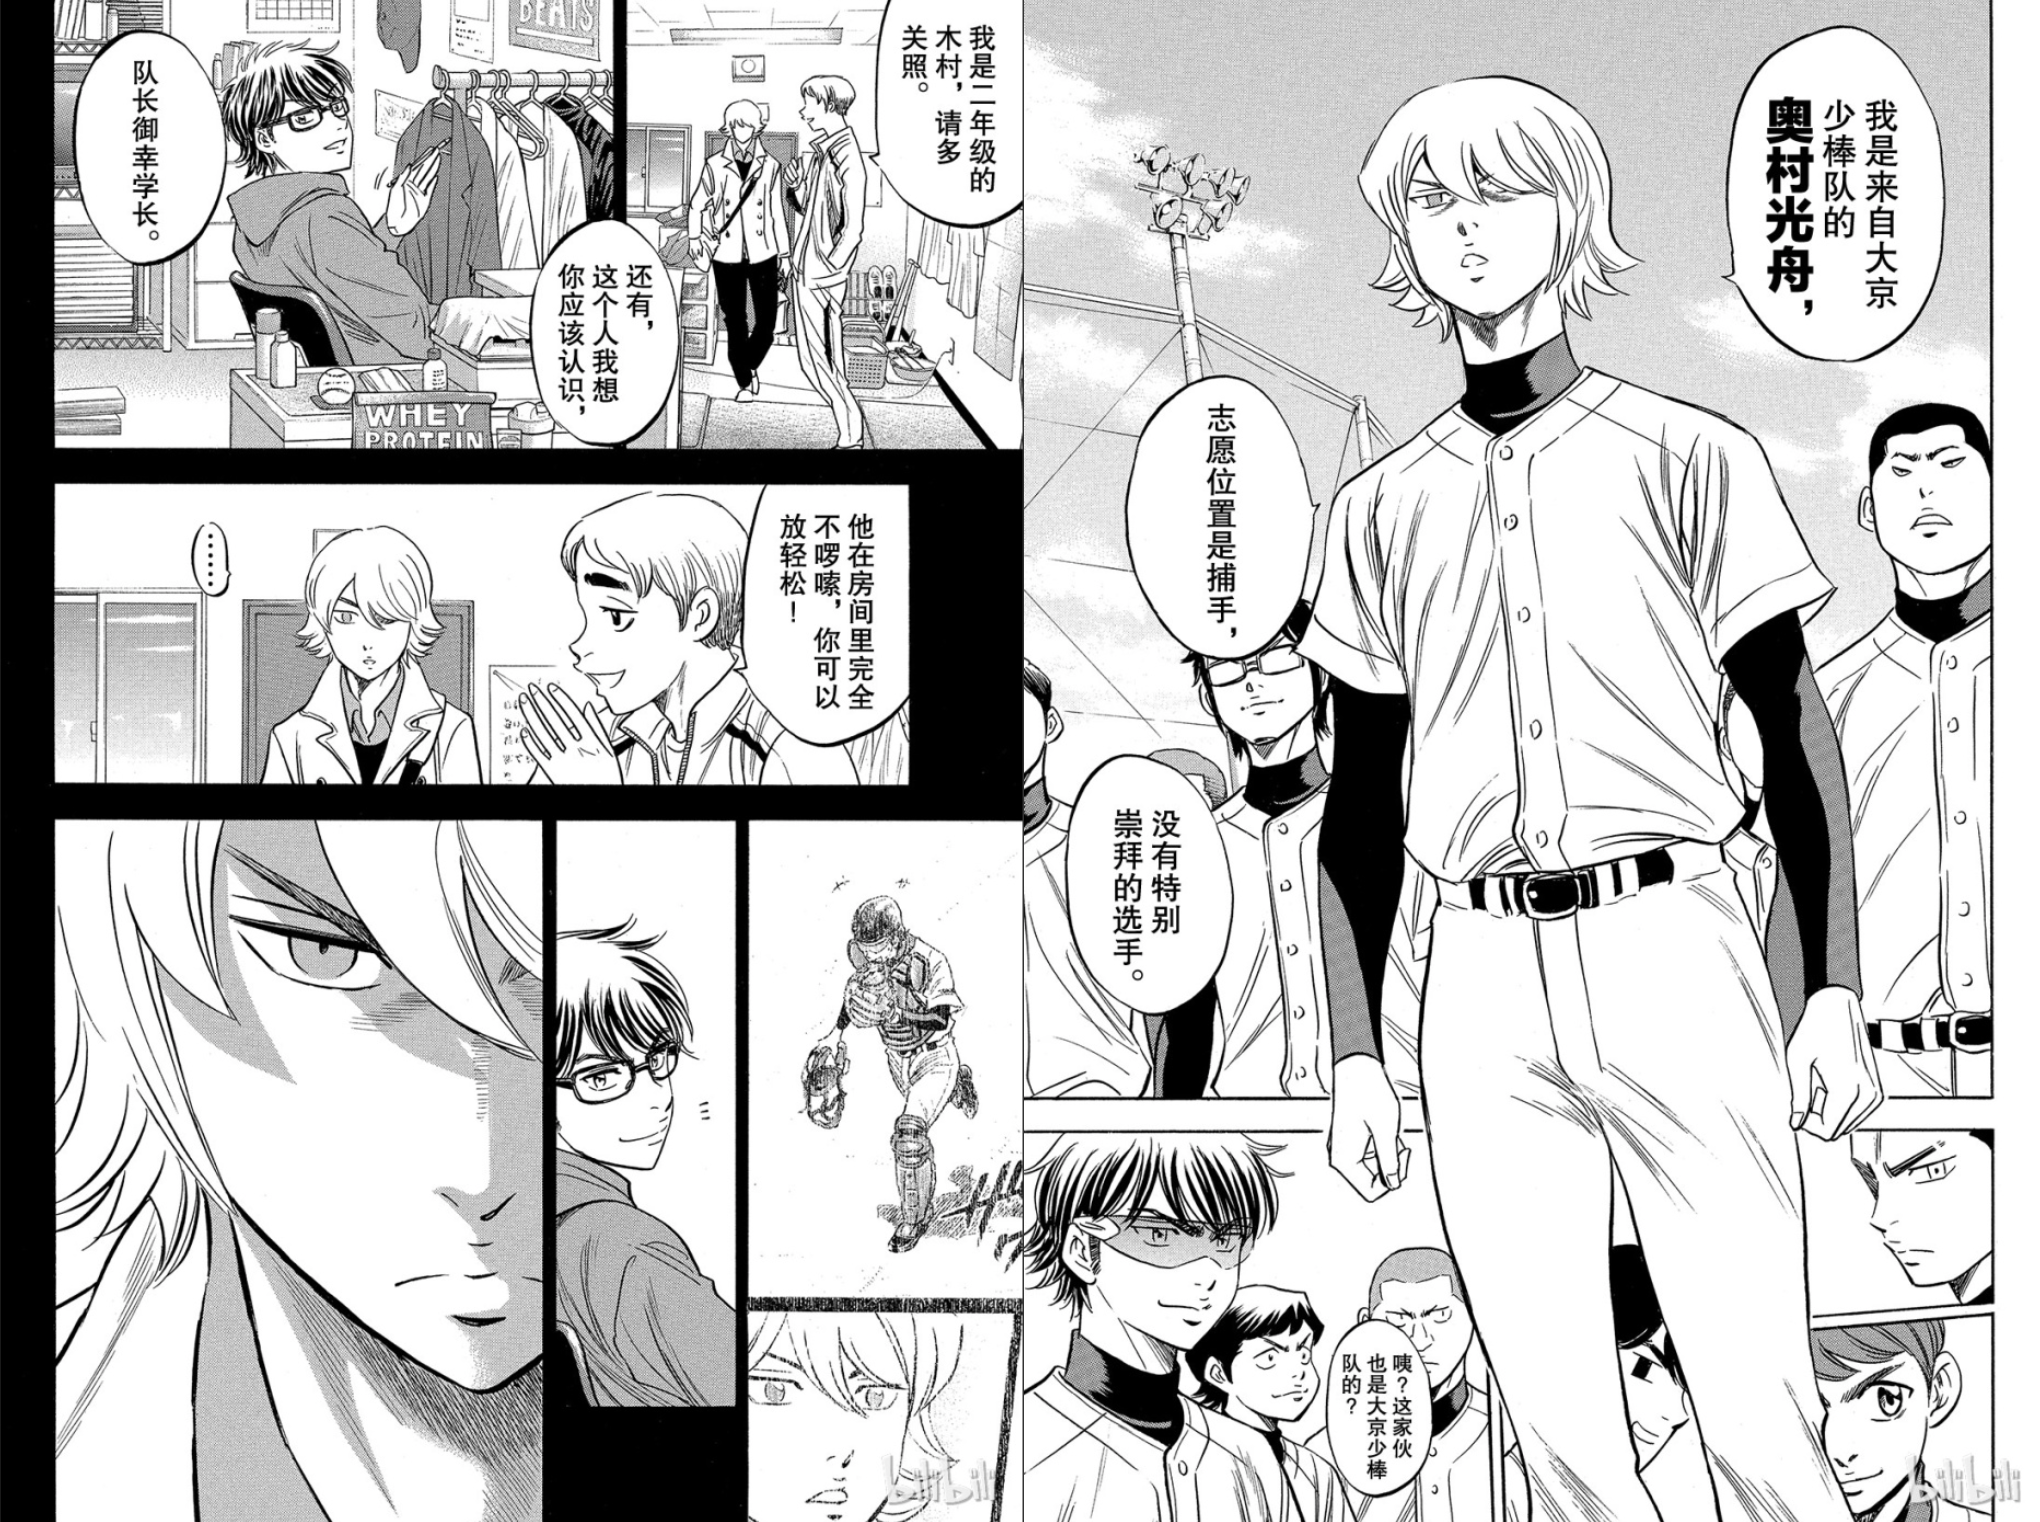 我是来自大京
少棒队的
奥村光舟，
志愿位置是捕手，
没有特别
崇拜的选手。
咦？这家伙
也是大京少棒
队的？
我是二年级的
木村，请多
关照。
还有，
这个人我想
你应该认识，
队长御幸学长。
BEATS
WHEY
PROTEIN
他在房间里完全
不啰嗦，你可以
放轻松！
……
bilibili
bilibili